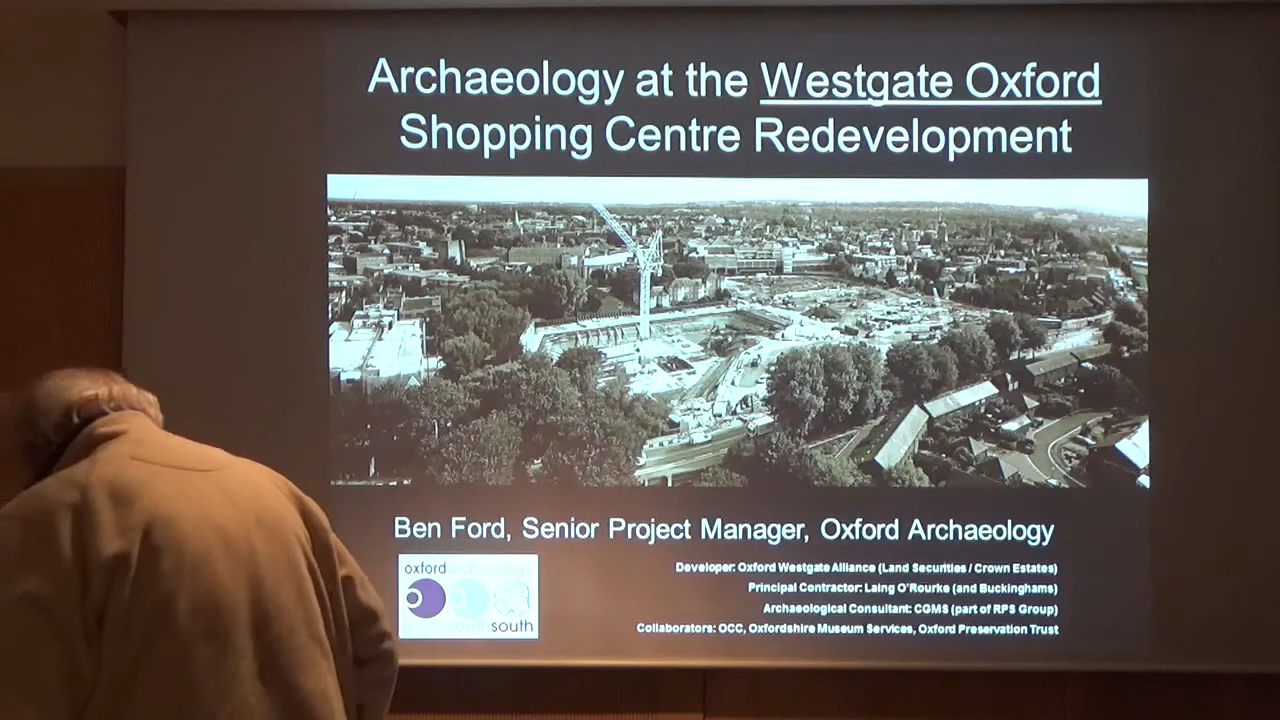 Archaeology at the Westgate Oxford
Shopping Centre Redevelopment
Ben Ford, Senior Project Manager, Oxford Archaeology
oxfordarchaeology
south
Developer: Oxford Westgate Alliance (Land Securities / Crown Estates)
Principal Contractor: Laing O'Rourke (and Buckinghams)
Archaeological Consultant: CGMS (part of RPS Group)
Collaborators: OCC, Oxfordshire Museum Services, Oxford Preservation Trust